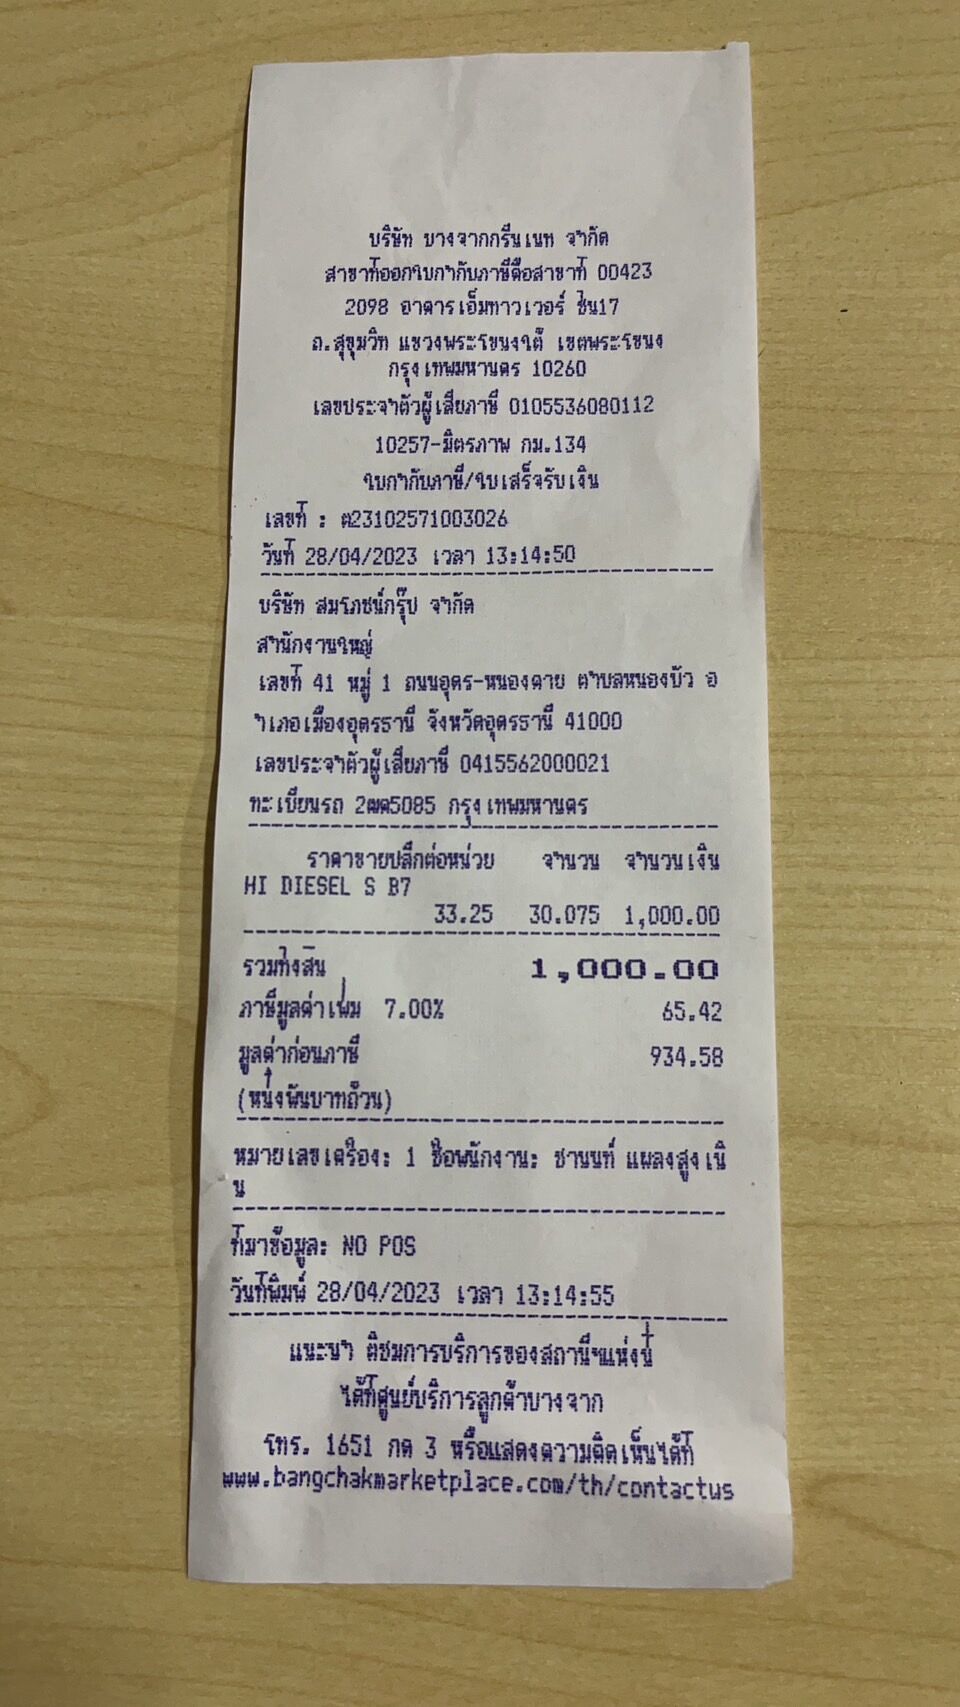 บริษัท บางจากกรีนเนท จำกัด
สาขาที่ออกใบกำกับภาษีคือสาขาที่ 00423
2098 อาคารเอ็มทาวเวอร์ ชั้น17
ถ.สุขุมวิท แขวงพระโขนงใต้ เขตพระโขนง
กรุงเทพมหานคร 10260
เลขประจำตัวผู้เสียภาษี 0105536080112
10257-มิตรภาพ กม.134
ใบกำกับภาษี/ใบเสร็จรับเงิน
เลขที่ : ต23102571003026
วันที่ 28/04/2023 เวลา 13:14:50
บริษัท สมโภชน์กรุ๊ป จำกัด
สำนักงานใหญ่
เลขที่ 41 หมู่ 1 ถนนอุดร-หนองคาย ตำบลหนองบัว อ
ำเภอเมืองอุดรธานี จังหวัดอุดรธานี 41000
เลขประจำตัวผู้เสียภาษี 0415562000021
ทะเบียนรถ 2ฒด5085 กรุงเทพมหานคร
ราคาขายปลีกต่อหน่วย จำนวน จำนวนเงิน
HI DIESEL S B7
33.25 30.075 1,000.00
รวมทั้งสิ้น 1,000.00
ภาษีมูลค่าเพิ่ม 7.00% 65.42
มูลค่าก่อนภาษี 934.58
(หนึ่งพันบาทถ้วน)
หมายเลขเครื่อง: 1 ชื่อพนักงาน: ชานนท์ แผลงสูงเนิ
น
ที่มาข้อมูล: NO POS
วันที่พิมพ์ 28/04/2023 เวลา 13:14:55
แนะนำ ติชมการบริการของสถานีฯแห่งนี้
ได้ที่ศูนย์บริการลูกค้าบางจาก
โทร. 1651 กด 3 หรือแสดงความคิดเห็นได้ที่
www.bangchakmarketplace.com/th/contactus